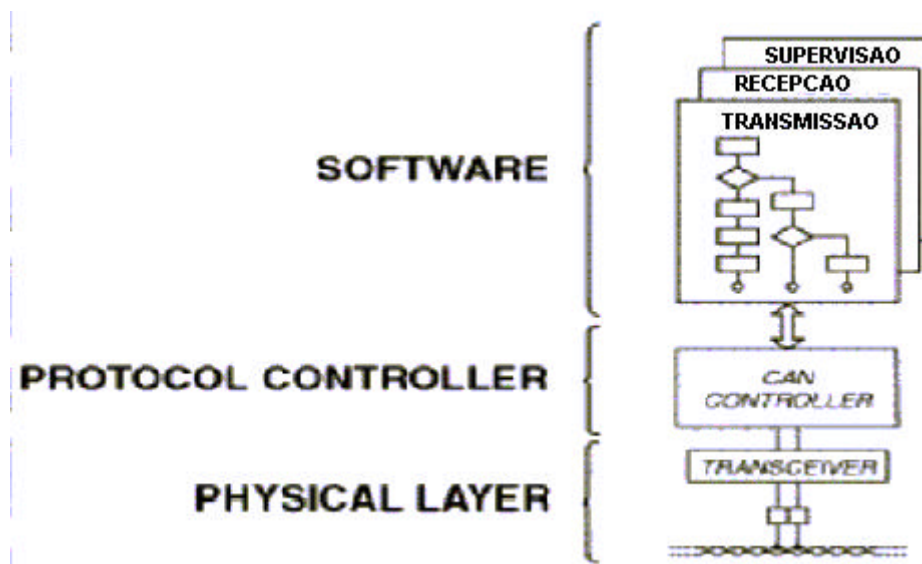 SUPERVISAO
RECEPCAO
TRANSMISSAO
SOFTWARE
PROTOCOL CONTROLLER
CAN
CONTROLLER
TRANSCEIVER
PHYSICAL LAYER